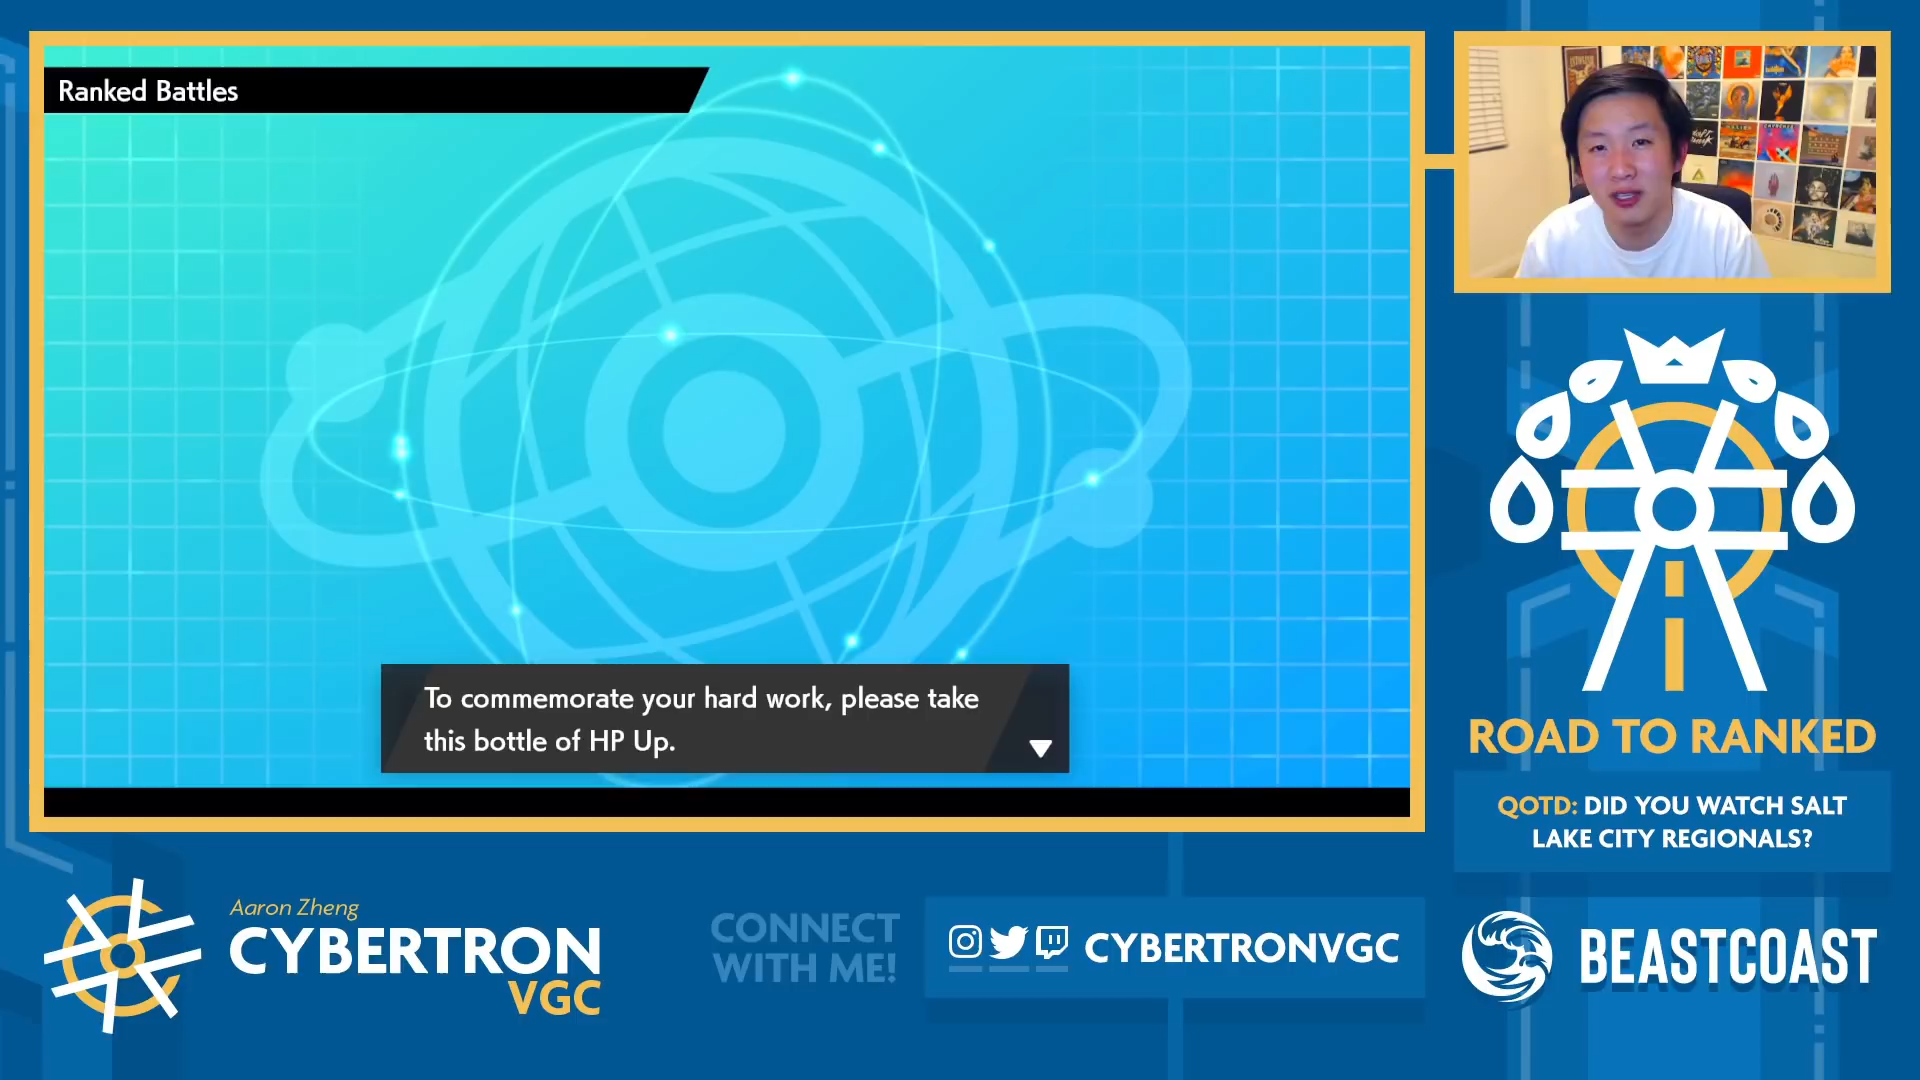 Ranked Battles
To commemorate your hard work, please take
this bottle of HP Up.
ROAD TO RANKED
QOTD: DID YOU WATCH SALT
LAKE CITY REGIONALS?
Aaron Zheng
CYBERTRON
VGC
CONNECT
WITH ME!
CYBERTRONVGC
BEASTCOAST